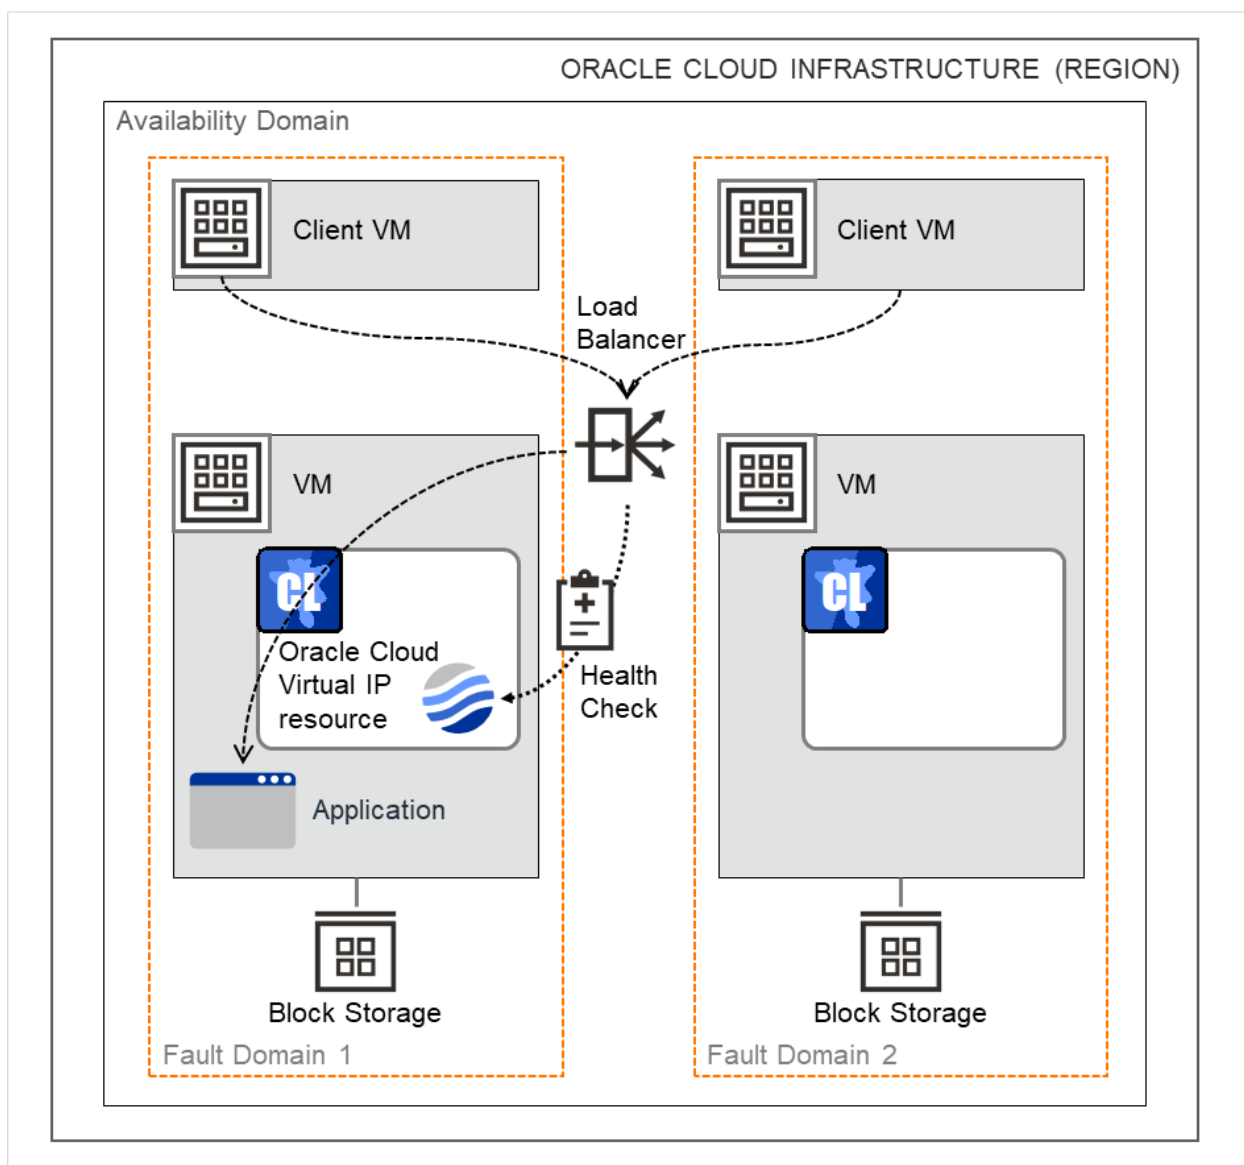 ORACLE CLOUD INFRASTRUCTURE (REGION)
Availability Domain
Client VM
Client VM
Load
Balancer
VM
VM
CL
CL
Oracle Cloud
Virtual IP
resource
Health
Check
Application
Block Storage
Block Storage
Fault Domain 1
Fault Domain 2